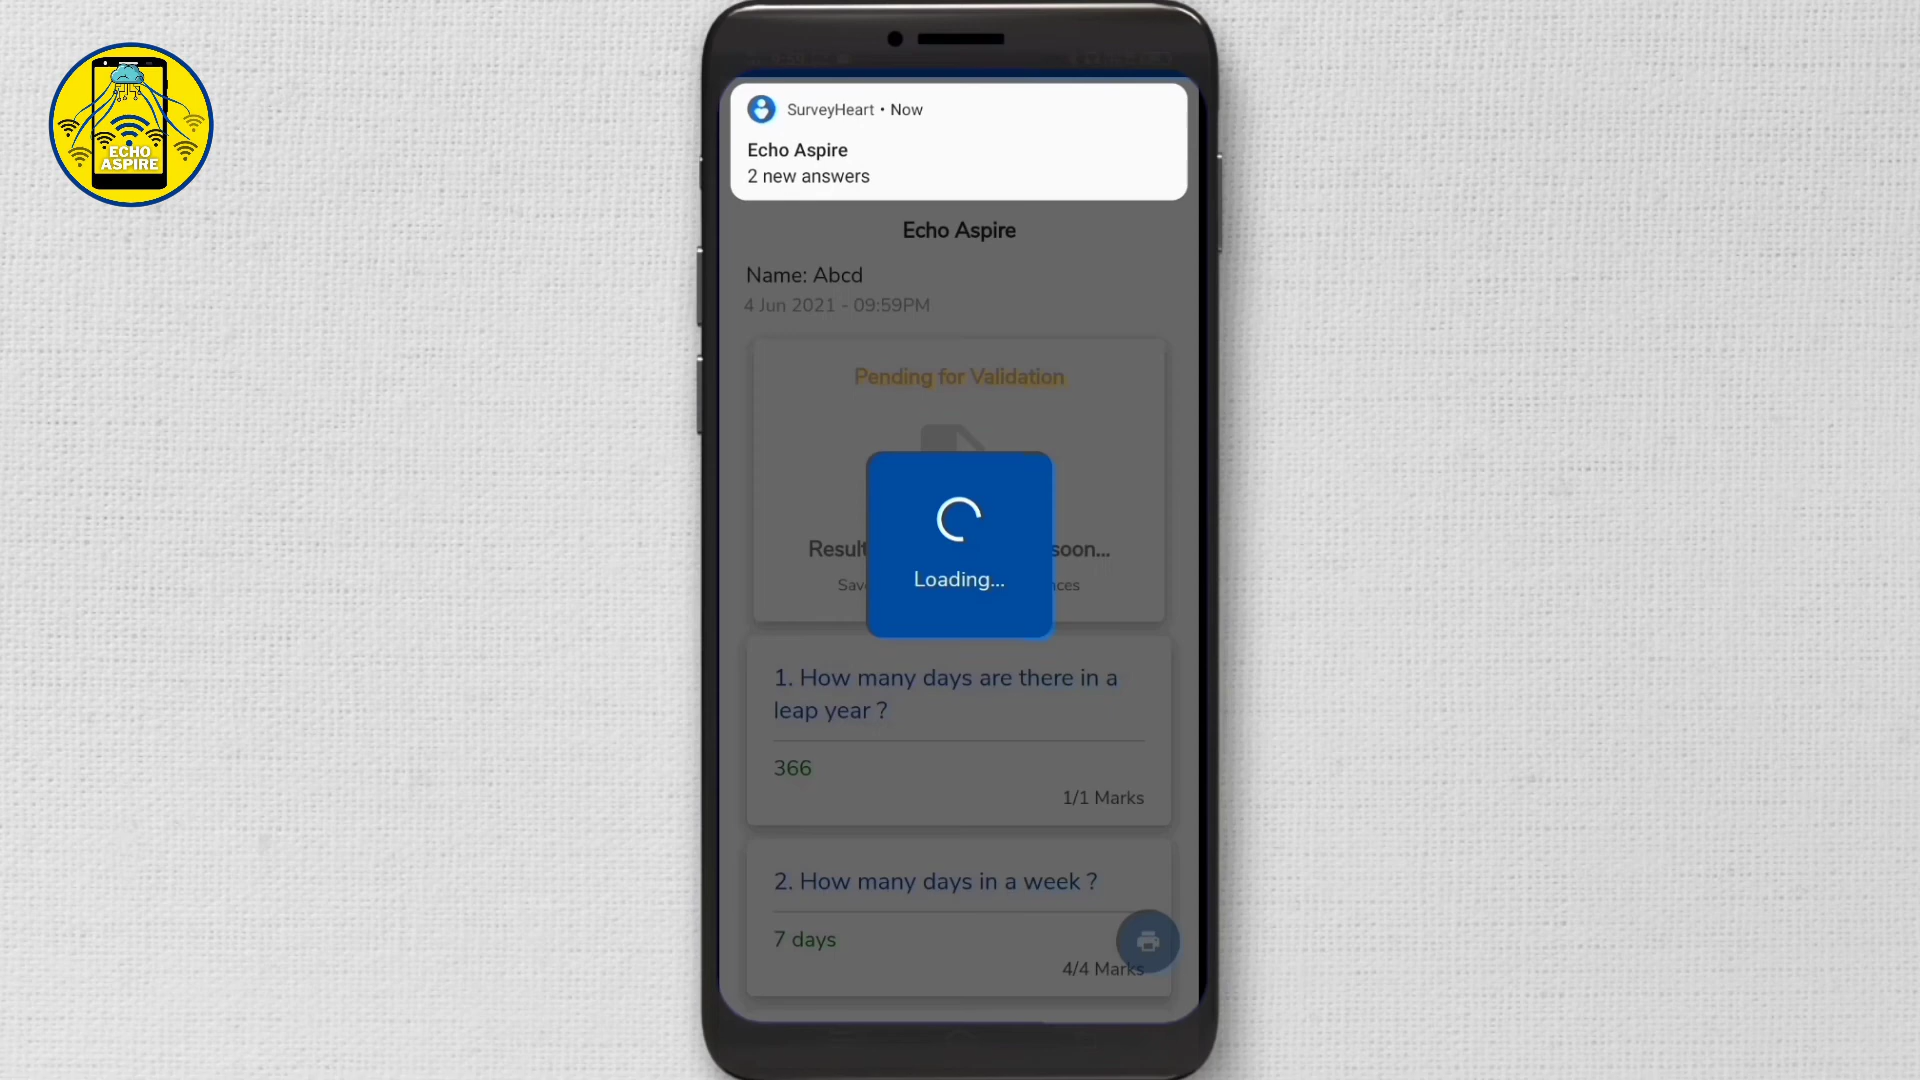 ECHO
ASPIRE
SurveyHeart • Now
Echo Aspire
2 new answers
Echo Aspire
Name: Abcd
4 Jun 2021 - 09:59PM
Pending for Validation
Result soon...
Loading...
1. How many days are there in a
leap year ?
366
1/1 Marks
2. How many days in a week ?
7 days
4/4 Marks